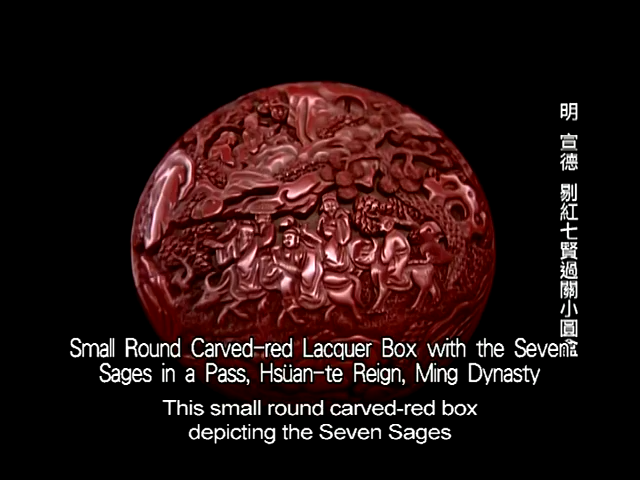 明 宣德 剔紅七賢過關小圓盒
Small Round Carved-red Lacquer Box with the Seven
Sages in a Pass, Hsüan-te Reign, Ming Dynasty
This small round carved-red box
depicting the Seven Sages